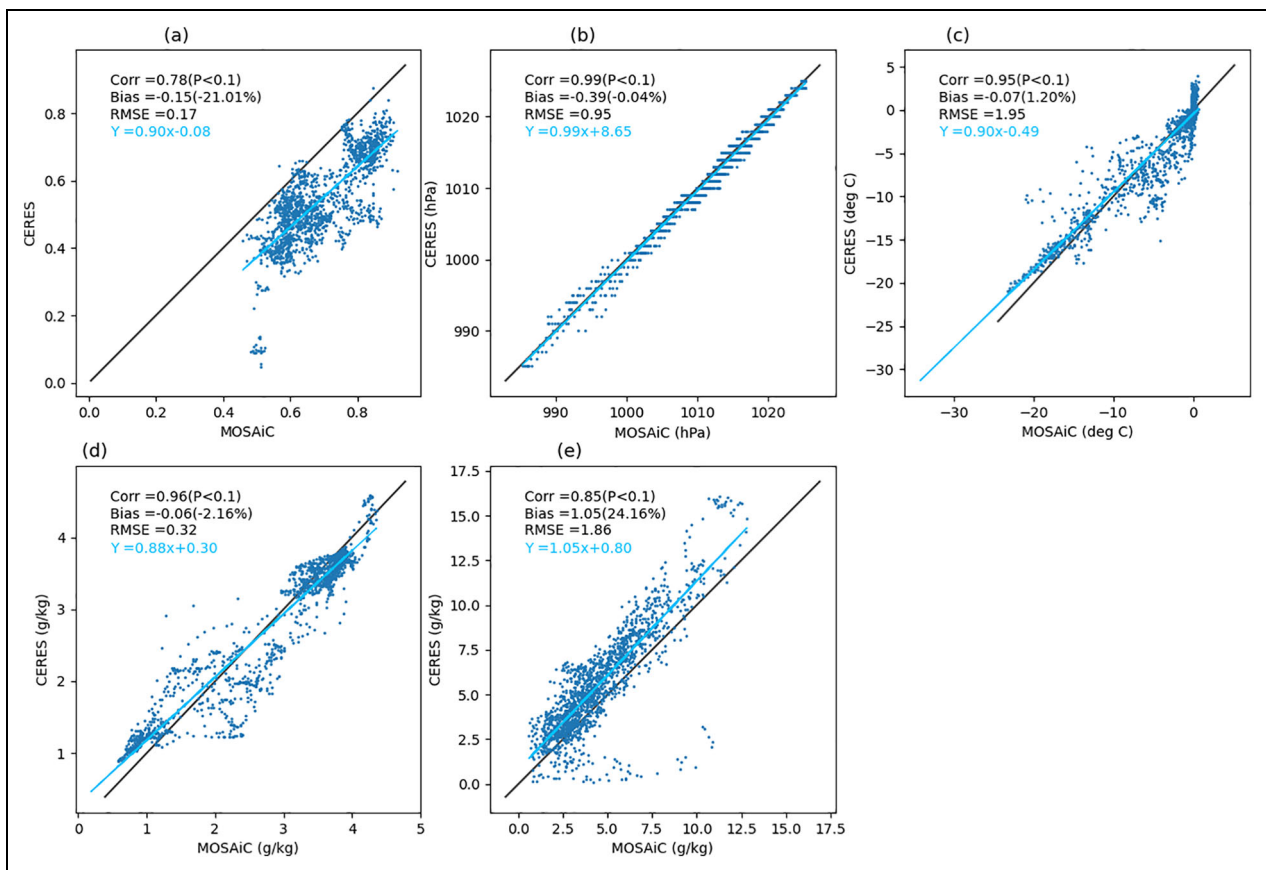 (a)
Corr =0.78(P<0.1)
Bias=-0.15(-21.01%)
RMSE =0.17
Y =0.90x-0.08
CERES
0.8
0.6
0.4
0.2
0.0
0.0 0.2 0.4 0.6 0.8
MOSAiC
(b)
Corr =0.99(P<0.1)
Bias=-0.39(-0.04%)
RMSE =0.95
Y =0.99x+8.65
CERES (hPa)
1020
1010
1000
990
990 1000 1010 1020
MOSAiC (hPa)
(c)
Corr =0.95(P<0.1)
Bias =-0.07(1.20%)
RMSE =1.95
Y =0.90x-0.49
CERES (deg C)
5
0
−5
−10
−15
−20
−25
−30
−30 −20 −10 0
MOSAiC (deg C)
(d)
Corr =0.96(P<0.1)
Bias=-0.06(-2.16%)
RMSE =0.32
Y =0.88x+0.30
CERES (g/kg)
4
3
2
1
0 1 2 3 4 5
MOSAiC (g/kg)
(e)
Corr =0.85(P<0.1)
Bias =1.05(24.16%)
RMSE =1.86
Y =1.05x+0.80
CERES (g/kg)
17.5
15.0
12.5
10.0
7.5
5.0
2.5
0.0
0.0 2.5 5.0 7.5 10.0 12.5 15.0 17.5
MOSAiC (g/kg)